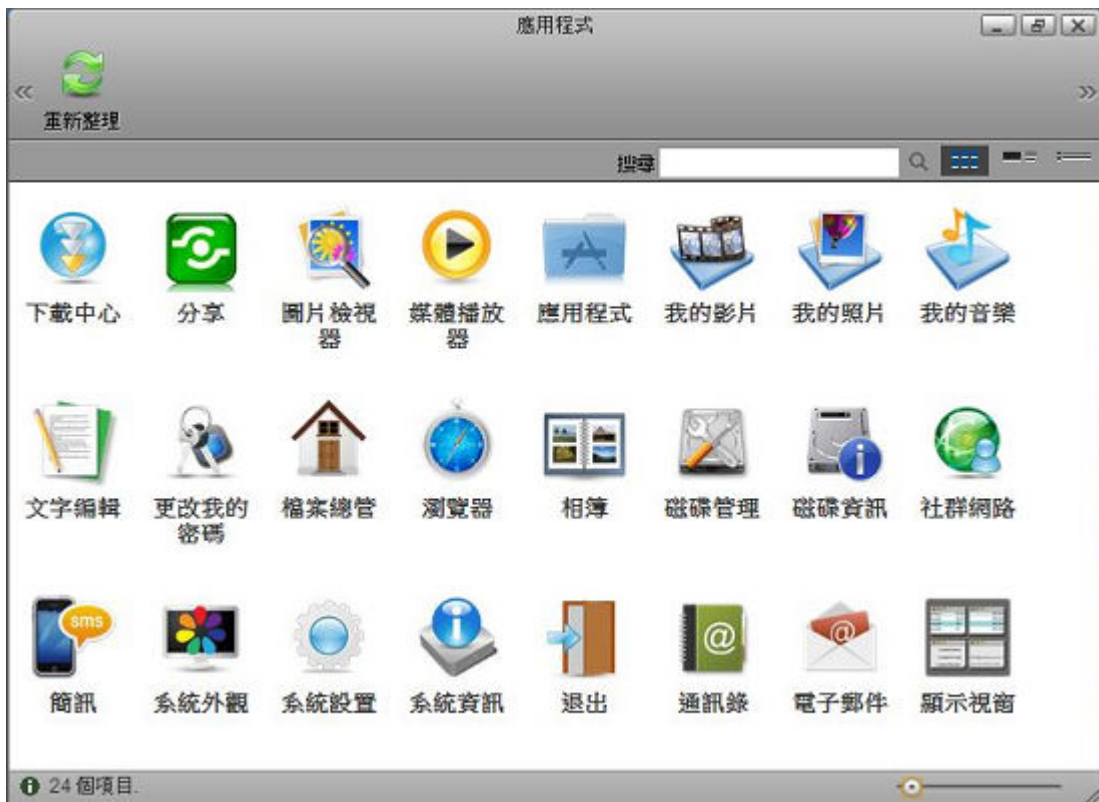 應用程式
重新整理
搜尋
下載中心
分享
圖片檢視
器
媒體播放
器
應用程式
我的影片
我的照片
我的音樂
文字編輯
更改我的
密碼
檔案總管
瀏覽器
相簿
磁碟管理
磁碟資訊
社群網路
sms
簡訊
系統外觀
系統設置
系統資訊
退出
通訊錄
電子郵件
顯示視窗
24 個項目.